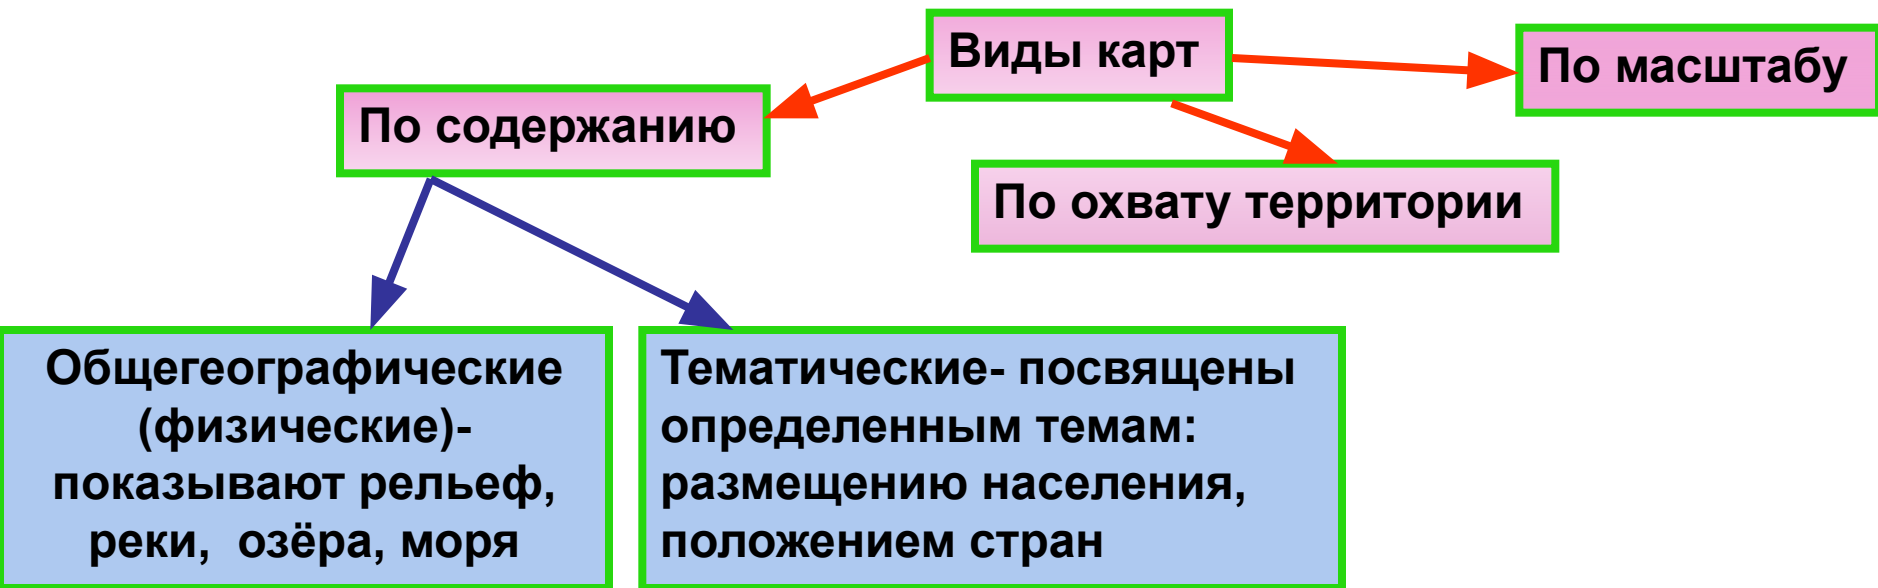 Виды карт
По масштабу
По содержанию
По охвату территории
Общегеографические
(физические)-
показывают рельеф,
реки,  озёра, моря
Тематические- посвящены
определенным темам:
размещению населения,
положением стран